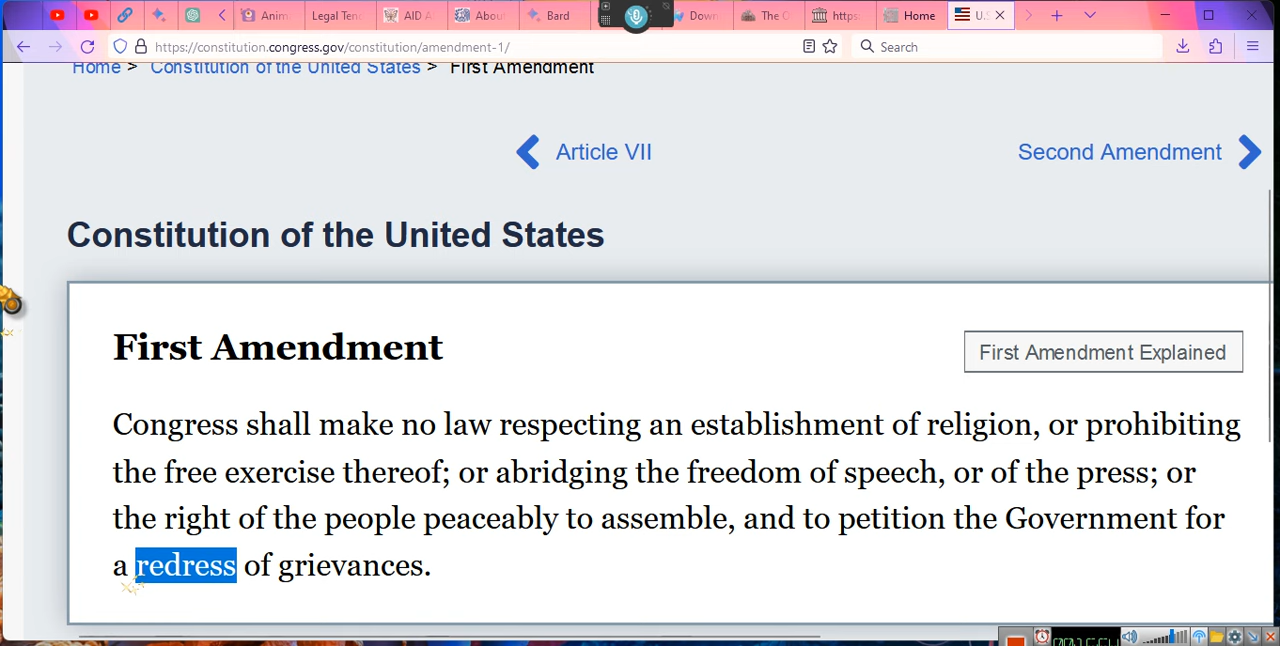 Anim
Legal Ten
AID A
Abou
Bard
Dow
The C
https
Home
U.S
https://constitution.congress.gov/constitution/amendment-1/
Search
Home > Constitution of the United States > First Amendment
Article VII
Second Amendment
Constitution of the United States
First Amendment
First Amendment Explained
Congress shall make no law respecting an establishment of religion, or prohibiting
the free exercise thereof; or abridging the freedom of speech, or of the press; or
the right of the people peaceably to assemble, and to petition the Government for
a redress of grievances.